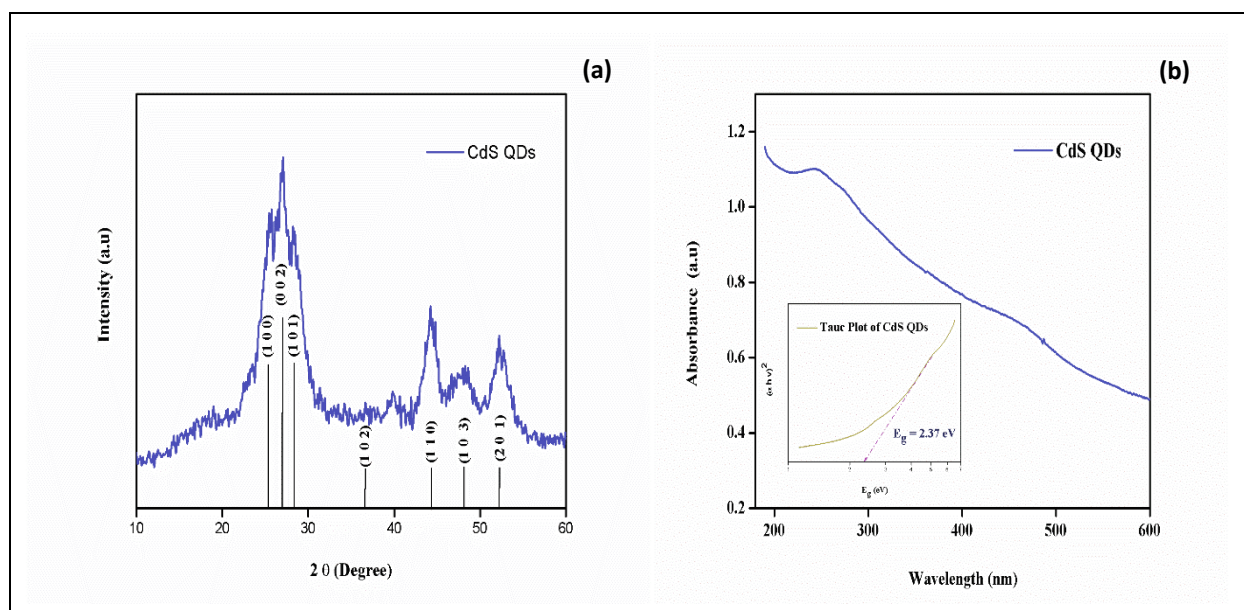 (a)
CdS QDs
Intensity (a.u)
(1 0 0)
(0 0 2)
(1 0 1)
(1 0 2)
(1 1 0)
(1 0 3)
(2 0 1)
10 20 30 40 50 60
2 θ (Degree)
(b)
CdS QDs
Absorbance (a.u)
1.2
1.0
0.8
0.6
0.4
0.2
Tauc Plot of CdS QDs
(α h ν)²
E_g = 2.37 eV
E_g (eV)
200 300 400 500 600
Wavelength (nm)